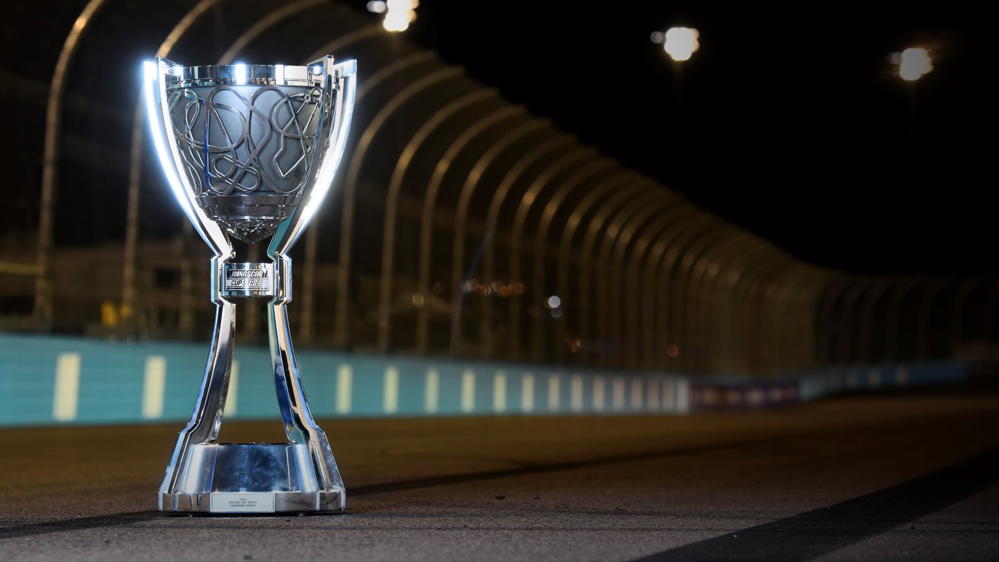 NASCAR
CUP SERIES
2020
NASCAR CUP SERIES
CHAMPION DRIVER